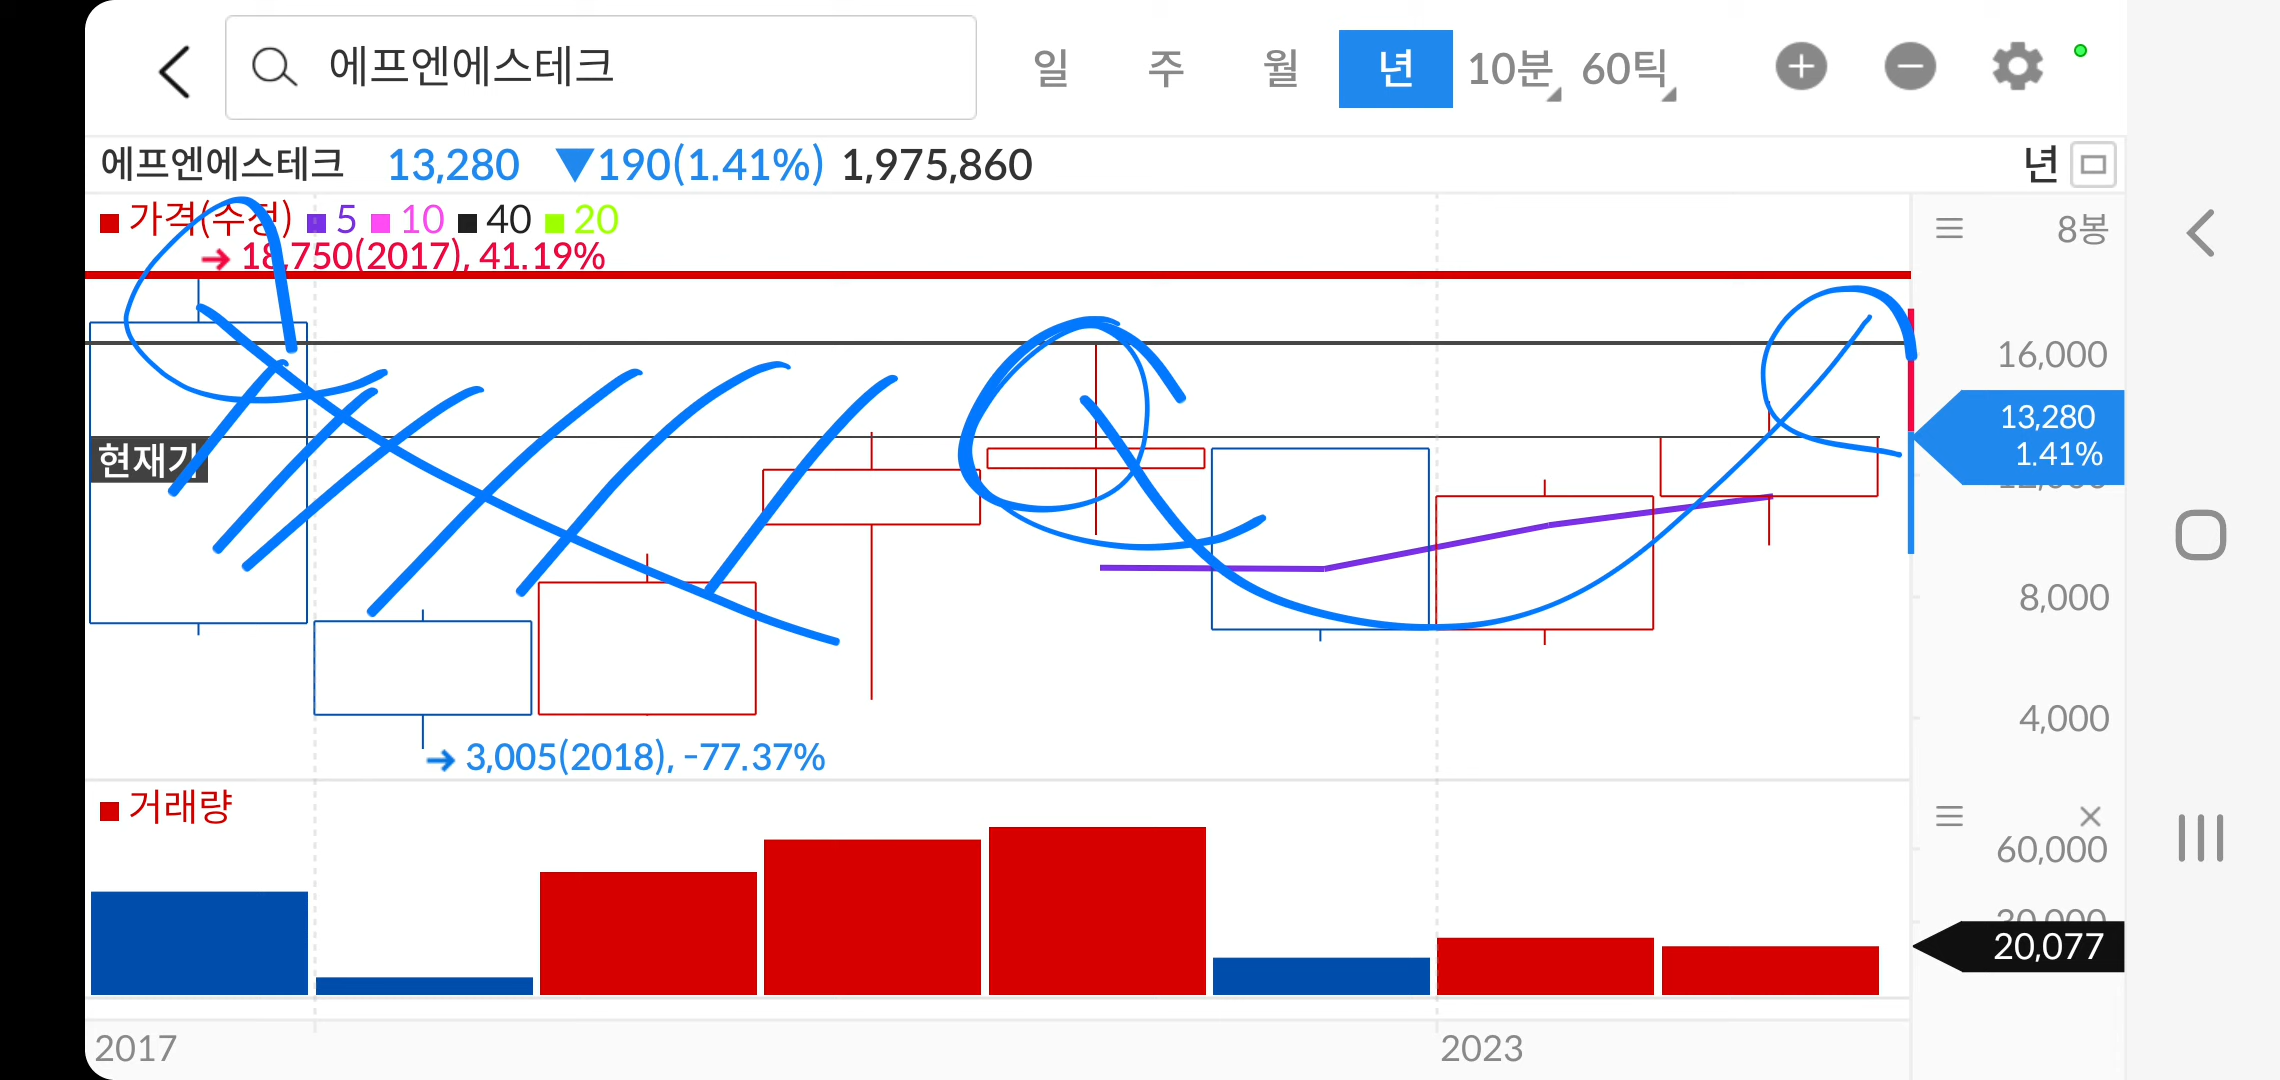 에프엔에스테크
일 주 월 년 10분 60틱
에프엔에스테크 13,280 ▼190(1.41%) 1,975,860 년
가격(수정) 5 10 40 20 8봉
→ 18,750(2017), 41.19%
16,000
13,280
1.41%
현재가
8,000
4,000
→ 3,005(2018), -77.37%
거래량
60,000
30,000
20,077
2017 2023